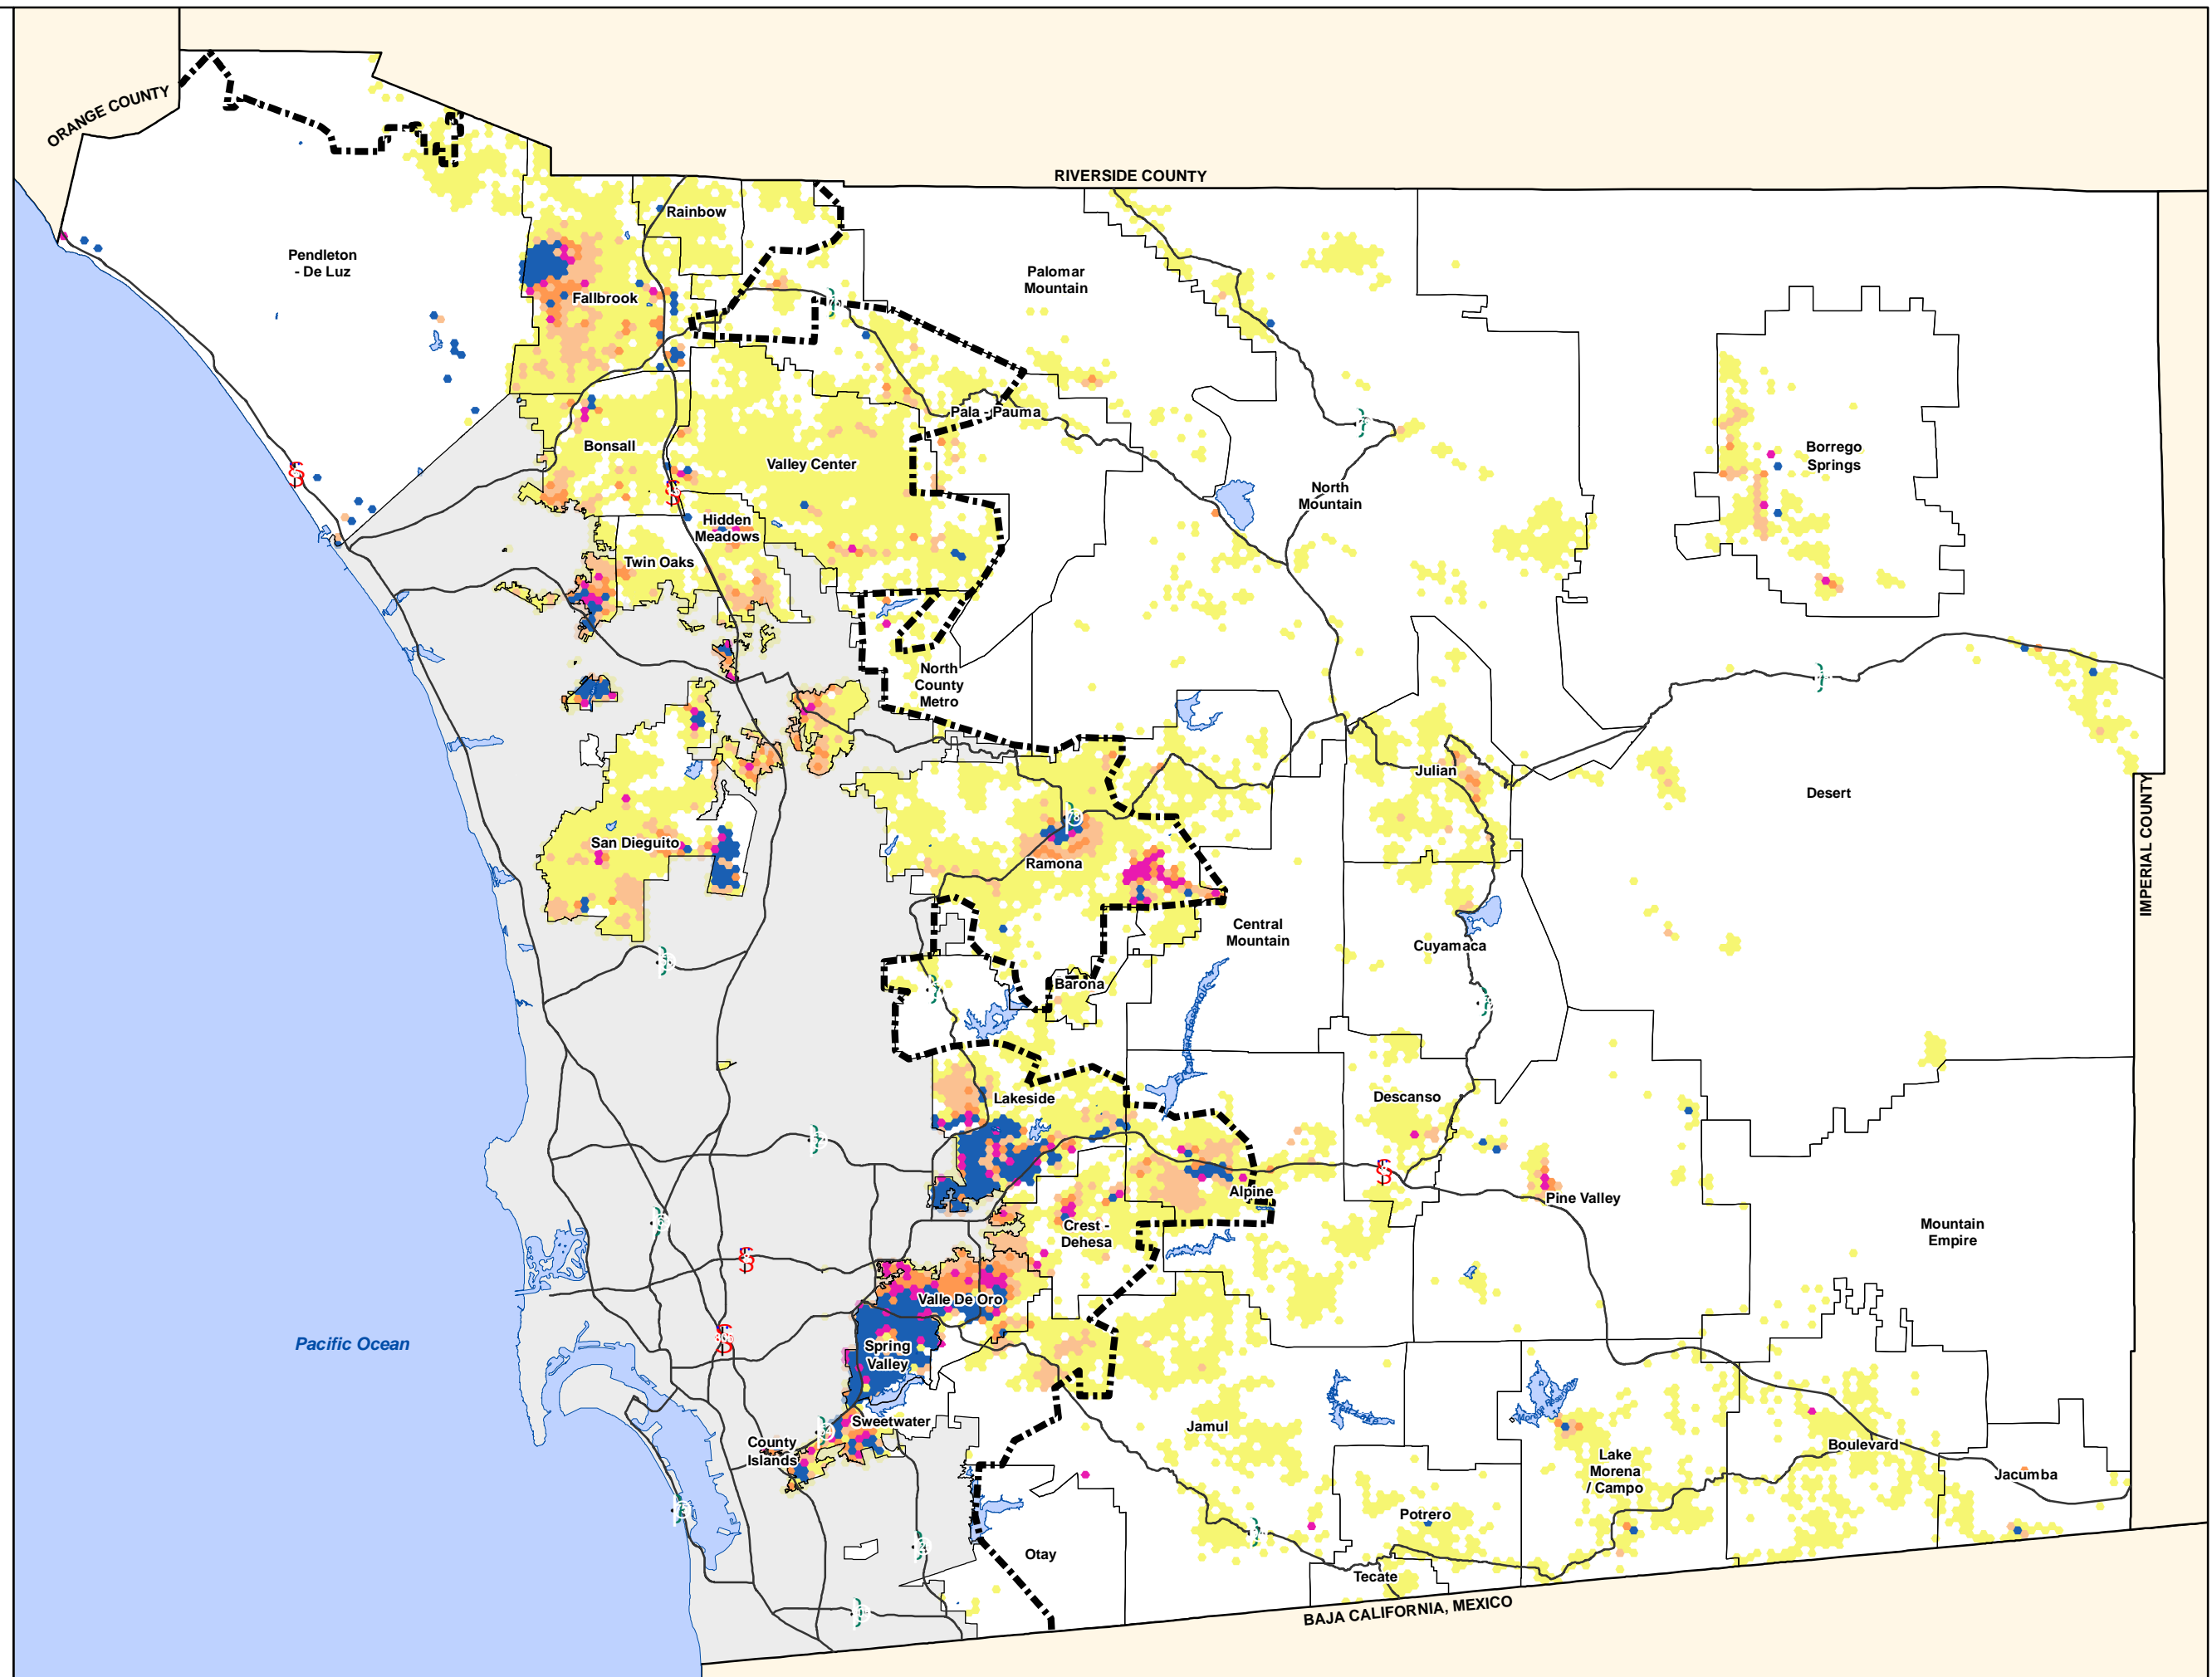 ORANGE COUNTY
RIVERSIDE COUNTY
Rainbow
Pendleton
- De Luz
Palomar
Mountain
Fallbrook
Pala - Pauma
Bonsall
Valley Center
Borrego
Springs
North
Mountain
Hidden
Meadows
Twin Oaks
North
County
Metro
Julian
Desert
IMPERIAL COUNTY
San Dieguito
Ramona
Central
Mountain
Cuyamaca
Barona
Lakeside
Descanso
Alpine
Pine Valley
Crest -
Dehesa
Mountain
Empire
Valle De Oro
Pacific Ocean
Spring
Valley
Sweetwater
Jamul
County
Islands
Boulevard
Lake
Morena
/ Campo
Jacumba
Potrero
Otay
Tecate
BAJA CALIFORNIA, MEXICO